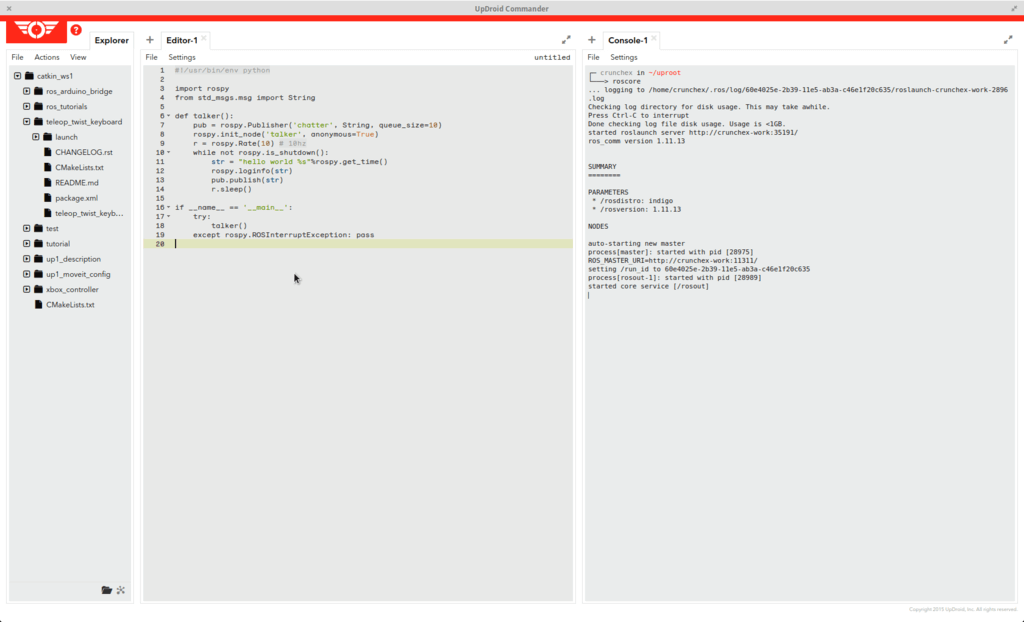 UpDroid Commander
?
Explorer
File Actions View
catkin_ws1
ros_arduino_bridge
ros_tutorials
teleop_twist_keyboard
launch
CHANGELOG.rst
CMakeLists.txt
README.md
package.xml
teleop_twist_keyb...
test
tutorial
up1_description
up1_moveit_config
xbox_controller
CMakeLists.txt
+ Editor-1
File Settings untitled
1 #!/usr/bin/env python
2
3 import rospy
4 from std_msgs.msg import String
5
6 def talker():
7     pub = rospy.Publisher('chatter', String, queue_size=10)
8     rospy.init_node('talker', anonymous=True)
9     r = rospy.Rate(10) # 10hz
10     while not rospy.is_shutdown():
11         str = "hello world %s"%rospy.get_time()
12         rospy.loginfo(str)
13         pub.publish(str)
14         r.sleep()
15
16 if __name__ == '__main__':
17     try:
18         talker()
19     except rospy.ROSInterruptException: pass
20
+ Console-1
File Settings
crunchex in ~/uproot
roscore
... logging to /home/crunchex/.ros/log/60e4025e-2b39-11e5-ab3a-c46e1f20c635/roslaunch-crunchex-work-2896
.log
Checking log directory for disk usage. This may take awhile.
Press Ctrl-C to interrupt
Done checking log file disk usage. Usage is <1GB.
started roslaunch server http://crunchex-work:35191/
ros_comm version 1.11.13
SUMMARY
========
PARAMETERS
* /rosdistro: indigo
* /rosversion: 1.11.13
NODES
auto-starting new master
process[master]: started with pid [28975]
ROS_MASTER_URI=http://crunchex-work:11311/
setting /run_id to 60e4025e-2b39-11e5-ab3a-c46e1f20c635
process[rosout-1]: started with pid [28989]
started core service [/rosout]
Copyright 2015 UpDroid, Inc. All rights reserved.